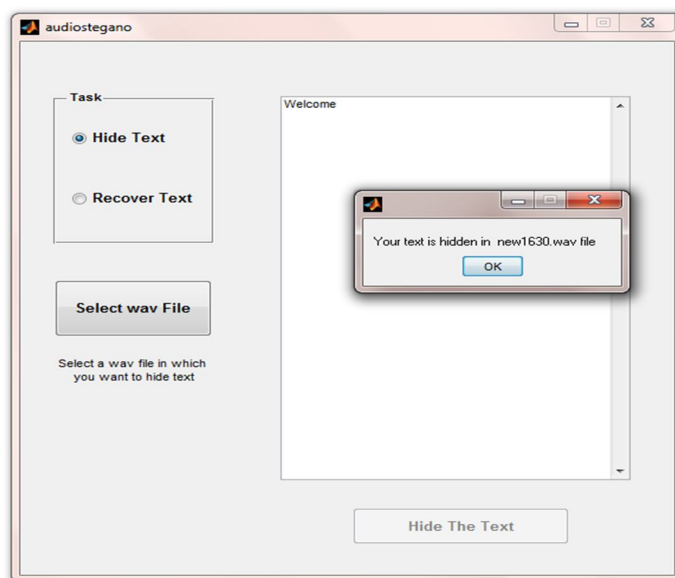 audiostegano
Task
Hide Text
Recover Text
Select wav File
Select a wav file in which
you want to hide text
Welcome
Your text is hidden in new1630.wav file
OK
Hide The Text